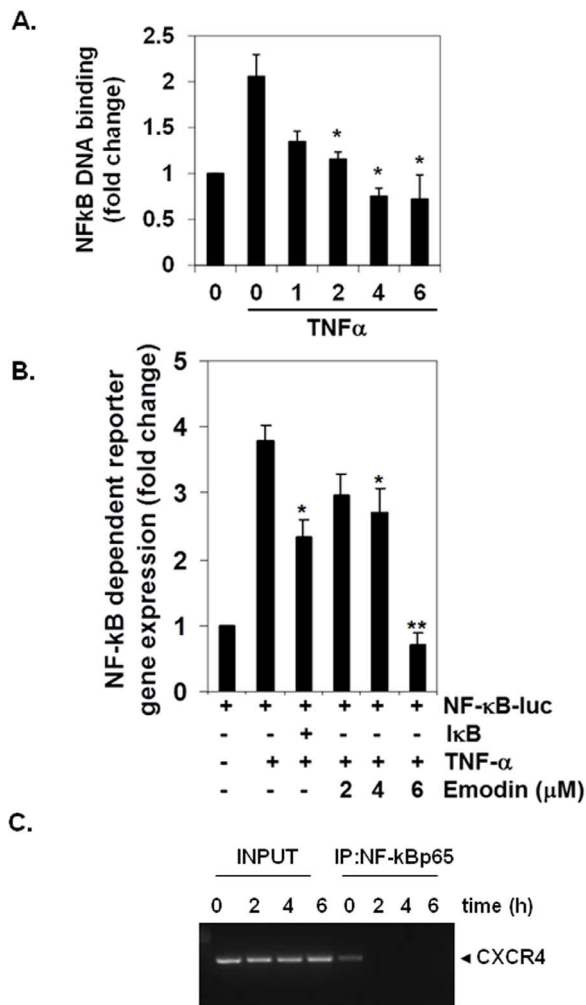 A.
NFkB DNA binding
(fold change)
2.5
2
1.5
1
0.5
0
*
*
*
0 0 1 2 4 6
TNFα
B.
NF-kB dependent reporter
gene expression (fold change)
5
4
3
2
1
0
*
*
**
+ + + + + + NF-κB-luc
- - + - - - IκB
- + + + + + TNF-α
- - - 2 4 6 Emodin (μM)
C.
INPUT IP:NF-kBp65
0 2 4 6 0 2 4 6 time (h)
◄CXCR4